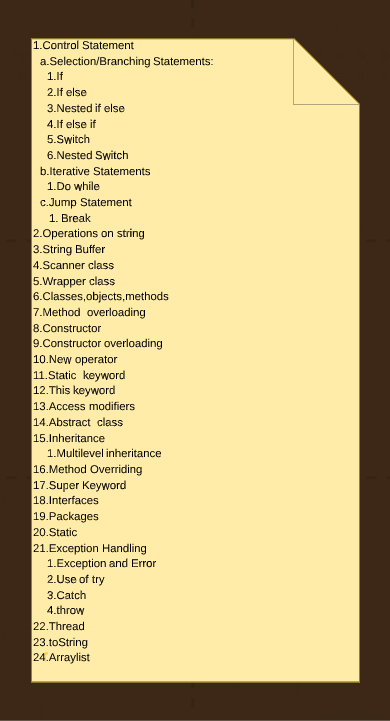 1.Control Statement
a.Selection/Branching Statements:
1.If
2.If else
3.Nested if else
4.If else if
5.Switch
6.Nested Switch
b.Iterative Statements
1.Do while
c.Jump Statement
1. Break
2.Operations on string
3.String Buffer
4.Scanner class
5.Wrapper class
6.Classes,objects,methods
7.Method  overloading
8.Constructor
9.Constructor overloading
10.New operator
11.Static  keyword
12.This keyword
13.Access modifiers
14.Abstract  class
15.Inheritance
1.Multilevel inheritance
16.Method Overriding
17.Super Keyword
18.Interfaces
19.Packages
20.Static
21.Exception Handling
1.Exception and Error
2.Use of try
3.Catch
4.throw
22.Thread
23.toString
24.Arraylist